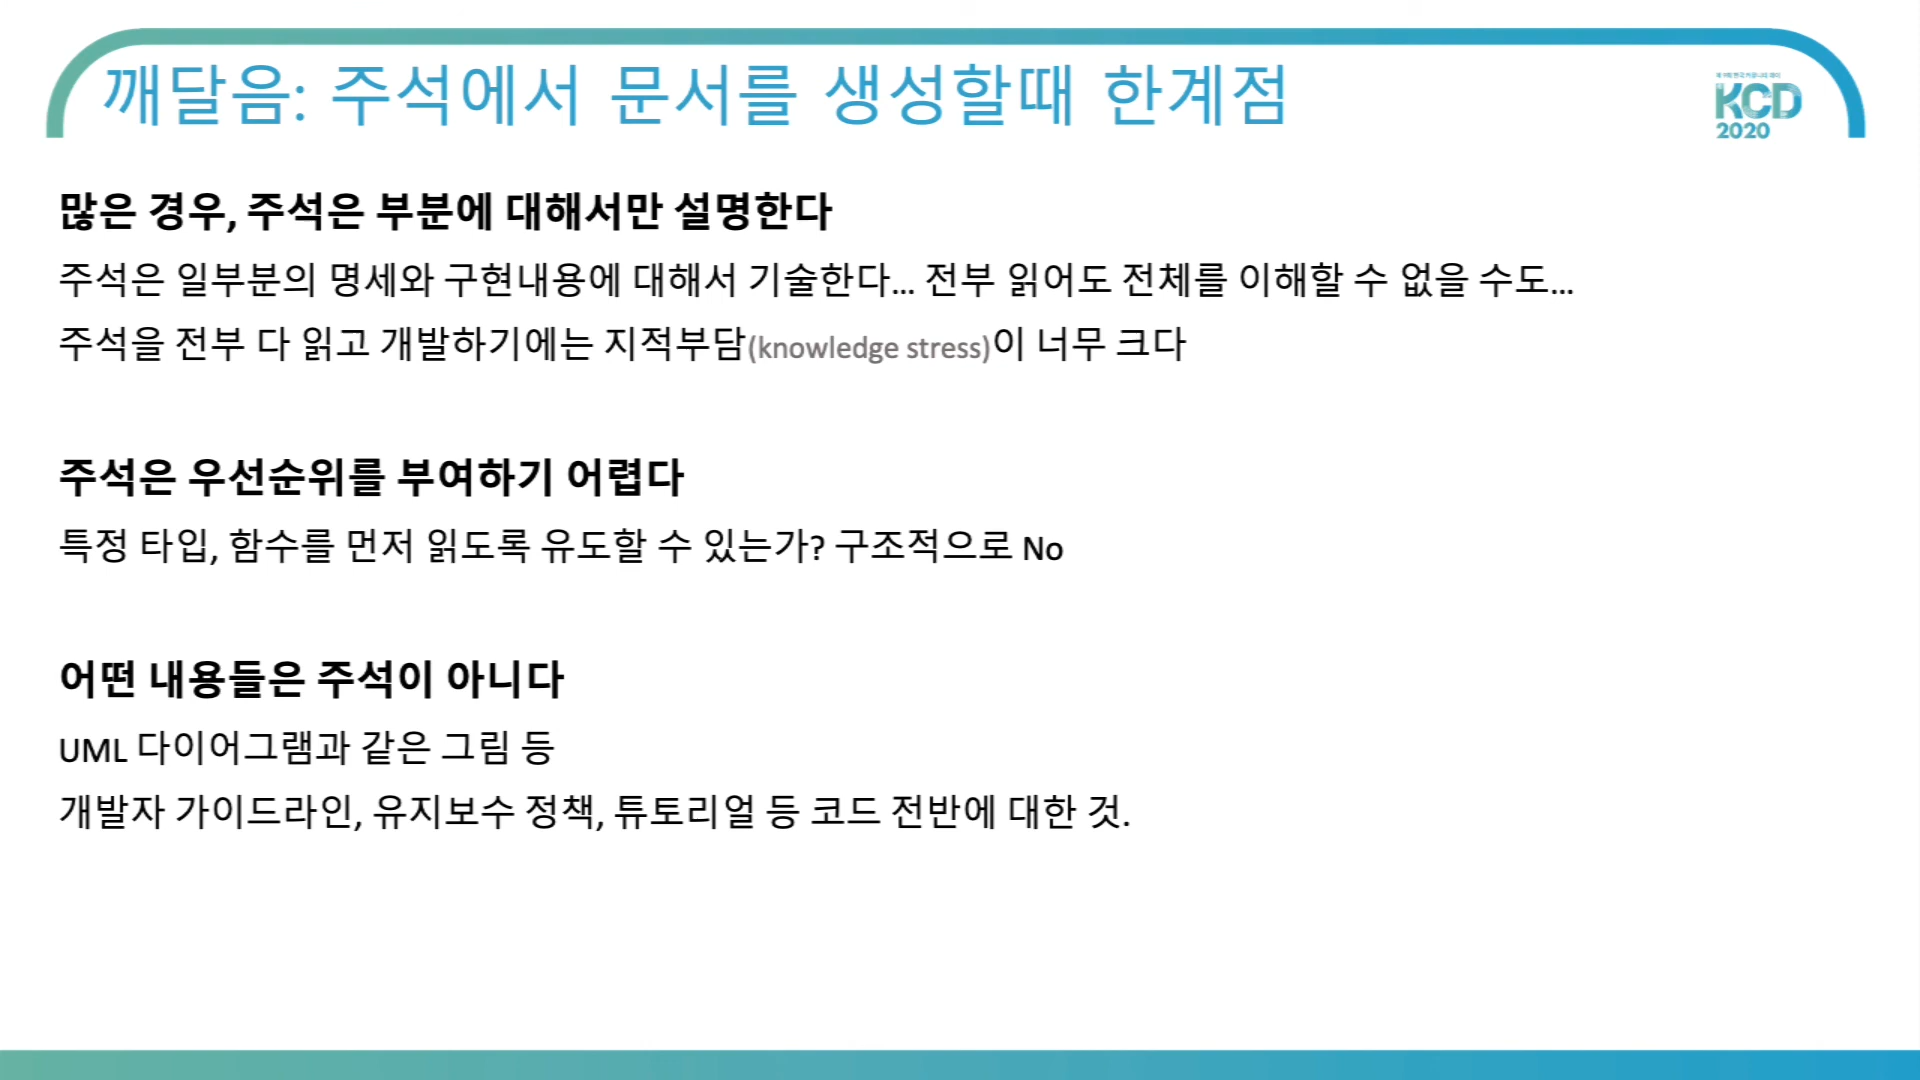 깨달음: 주석에서 문서를 생성할때 한계점
KCD
2020
많은 경우, 주석은 부분에 대해서만 설명한다
주석은 일부분의 명세와 구현내용에 대해서 기술한다... 전부 읽어도 전체를 이해할 수 없을 수도...
주석을 전부 다 읽고 개발하기에는 지적부담(knowledge stress)이 너무 크다
주석은 우선순위를 부여하기 어렵다
특정 타입, 함수를 먼저 읽도록 유도할 수 있는가? 구조적으로 No
어떤 내용들은 주석이 아니다
UML 다이어그램과 같은 그림 등
개발자 가이드라인, 유지보수 정책, 튜토리얼 등 코드 전반에 대한 것.